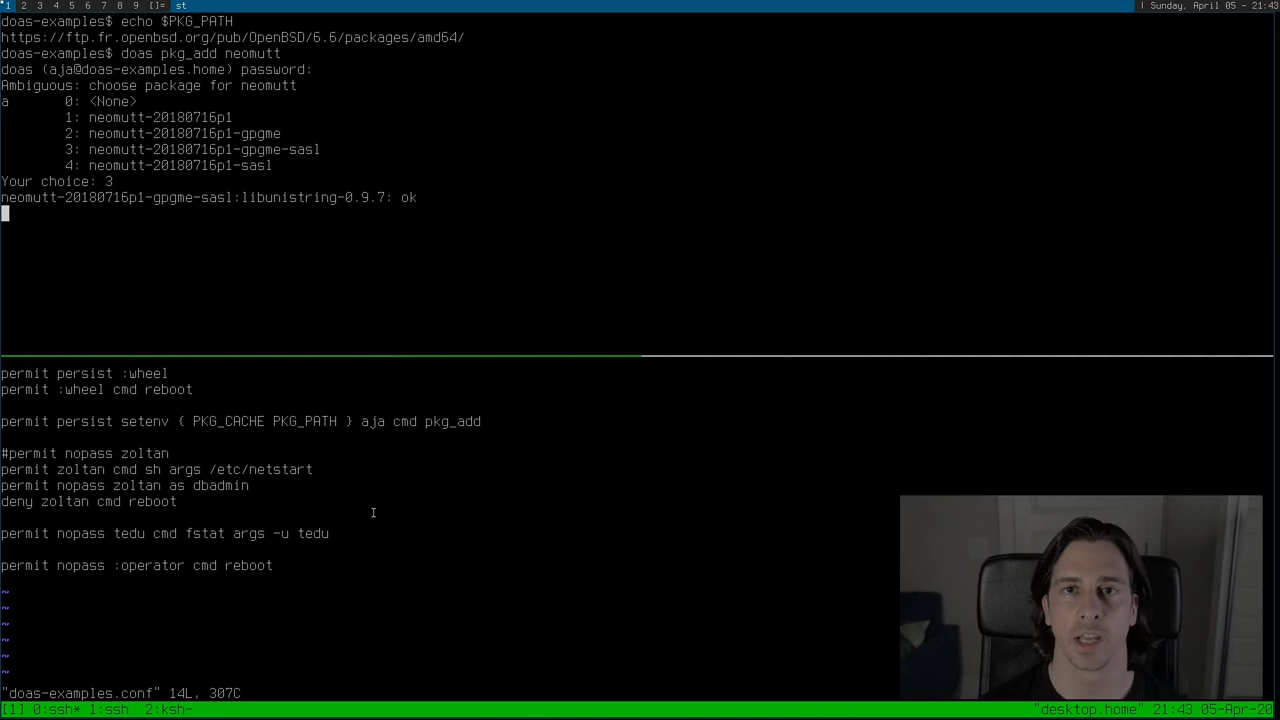 1 2 3 4 5 6 7 8 9 []= st | Sunday, April 05 - 21:43
doas-examples$ echo $PKG_PATH
https://ftp.fr.openbsd.org/pub/OpenBSD/6.6/packages/amd64/
doas-examples$ doas pkg_add neomutt
doas (aja@doas-examples.home) password:
Ambiguous: choose package for neomutt
a       0: <None>
        1: neomutt-20180716p1
        2: neomutt-20180716p1-gpgme
        3: neomutt-20180716p1-gpgme-sasl
        4: neomutt-20180716p1-sasl
Your choice: 3
neomutt-20180716p1-gpgme-sasl:libunistring-0.9.7: ok
permit persist :wheel
permit :wheel cmd reboot
permit persist setenv { PKG_CACHE PKG_PATH } aja cmd pkg_add
#permit nopass zoltan
permit zoltan cmd sh args /etc/netstart
permit nopass zoltan as dbadmin
deny zoltan cmd reboot
permit nopass tedu cmd fstat args -u tedu
permit nopass :operator cmd reboot
~
~
~
~
~
~
"doas-examples.conf" 14L, 307C
[1] 0:ssh* 1:ssh  2:ksh- "desktop.home" 21:43 05-Apr-20